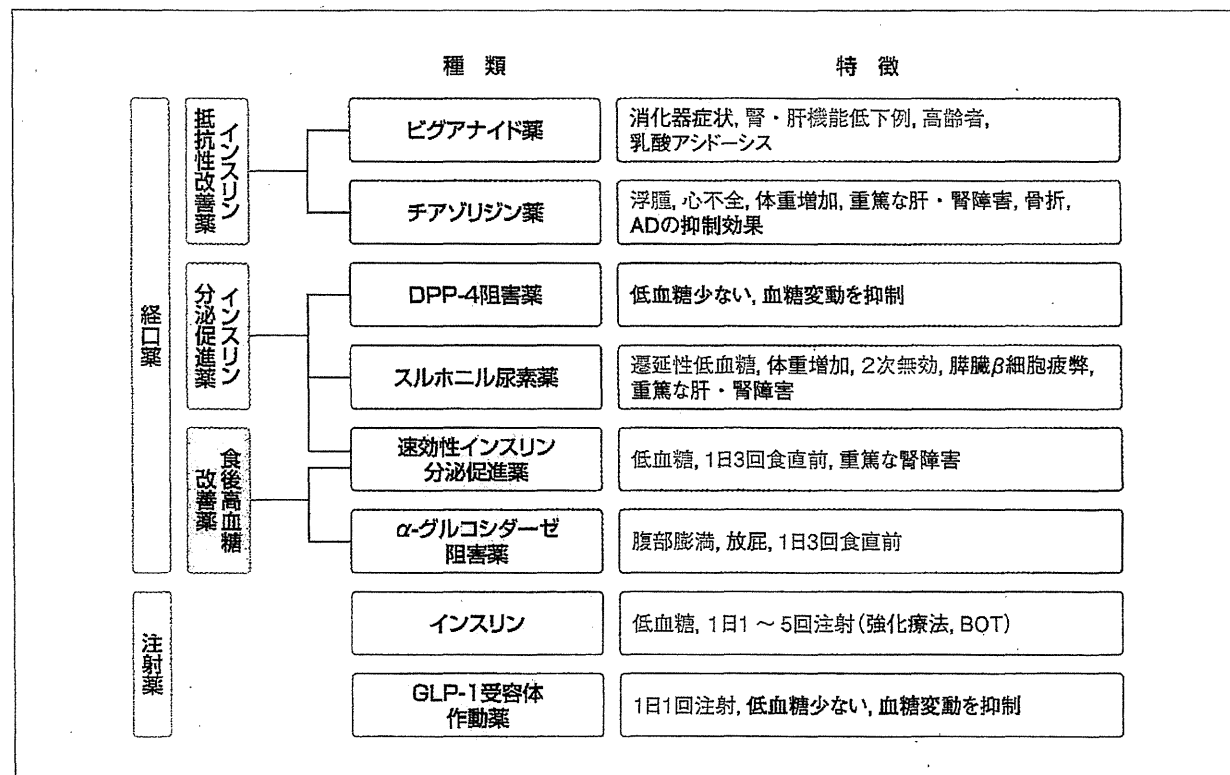 種類
特徴
経口薬
インスリン
抵抗性改善薬
ビグアナイド薬
消化器症状, 腎・肝機能低下例, 高齢者,
乳酸アシドーシス
チアゾリジン薬
浮腫, 心不全, 体重増加, 重篤な肝・腎障害, 骨折,
ADの抑制効果
インスリン
分泌促進薬
DPP-4阻害薬
低血糖少ない, 血糖変動を抑制
スルホニル尿素薬
遷延性低血糖, 体重増加, 2次無効, 膵臓β細胞疲弊,
重篤な肝・腎障害
食後高血糖
改善薬
速効性インスリン
分泌促進薬
低血糖, 1日3回食直前, 重篤な腎障害
α-グルコシダーゼ
阻害薬
腹部膨満, 放屁, 1日3回食直前
注射薬
インスリン
低血糖, 1日1～5回注射(強化療法, BOT)
GLP-1受容体
作動薬
1日1回注射, 低血糖少ない, 血糖変動を抑制